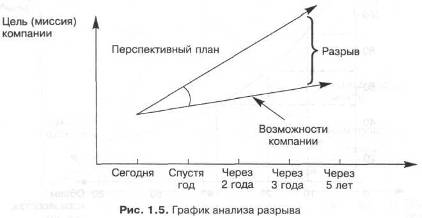 Цель (миссия)
компании
Перспективный план
Разрыв
Возможности
компании
Сегодня
Спустя
год
Через
2 года
Через
3 года
Через
5 лет
Рис. 1.5. График анализа разрыва